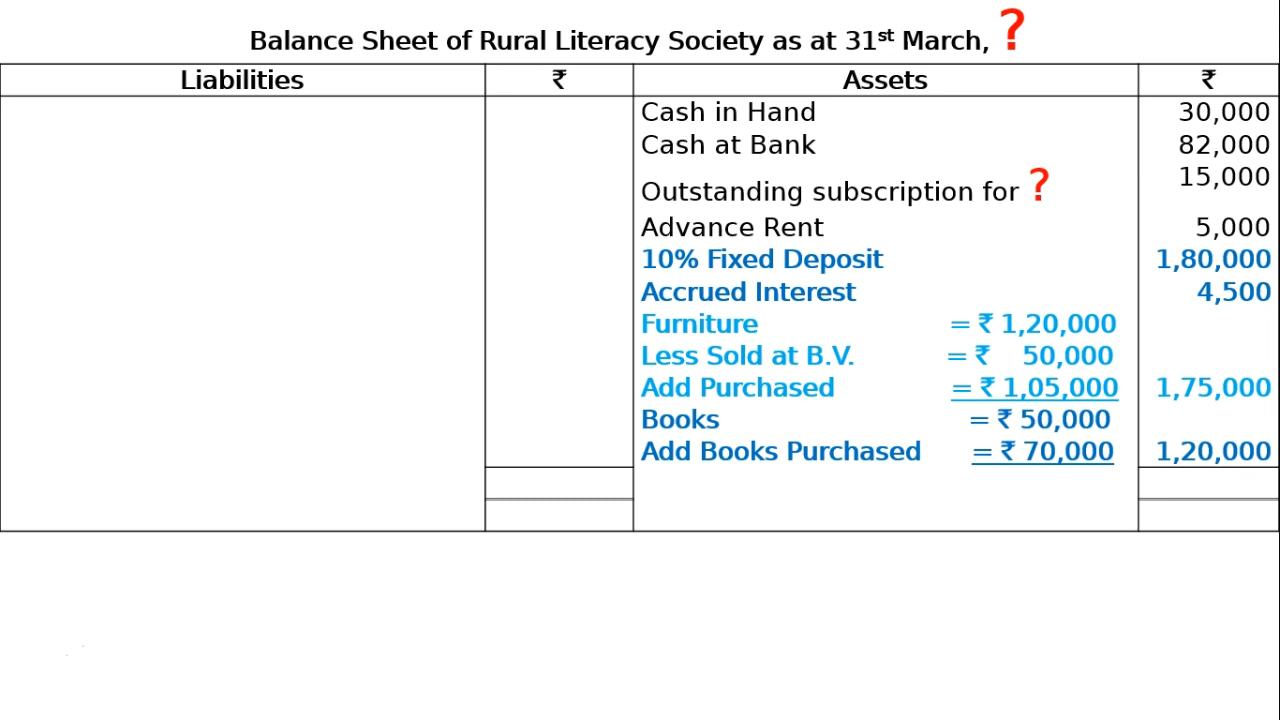 Balance Sheet of Rural Literacy Society as at 31st March, ?
Liabilities ₹ Assets ₹
Cash in Hand 30,000
Cash at Bank 82,000
Outstanding subscription for ? 15,000
Advance Rent 5,000
10% Fixed Deposit 1,80,000
Accrued Interest 4,500
Furniture = ₹ 1,20,000
Less Sold at B.V. = ₹ 50,000
Add Purchased = ₹ 1,05,000 1,75,000
Books = ₹ 50,000
Add Books Purchased = ₹ 70,000 1,20,000